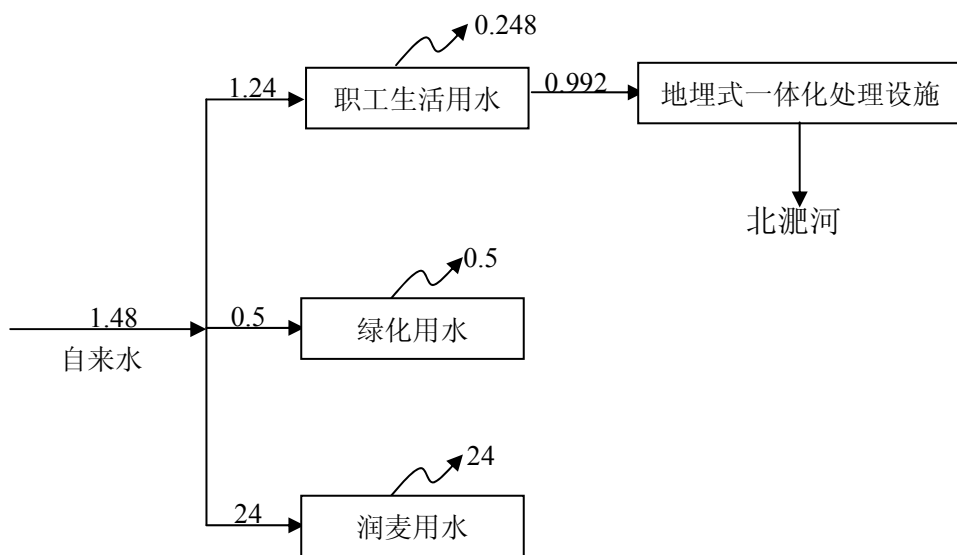 0.248
1.24
职工生活用水
0.992
地埋式一体化处理设施
北淝河
0.5
1.48
自来水
0.5
绿化用水
24
24
润麦用水